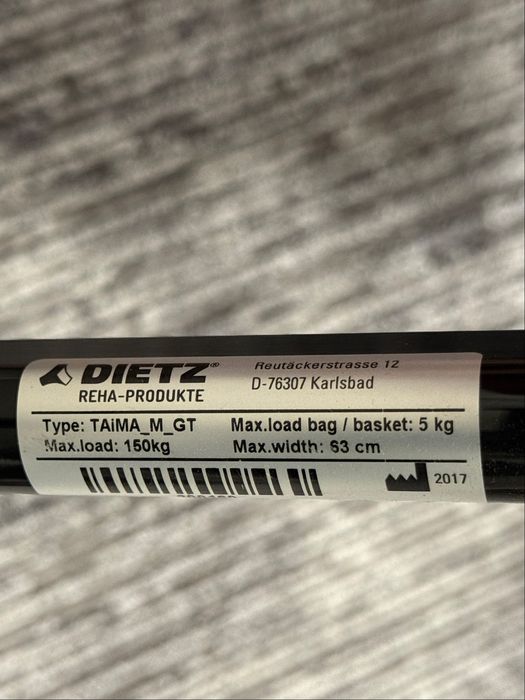 DIETZ®
REHA-PRODUKTE
Reutäckerstrasse 12
D-76307 Karlsbad
Type: TAiMA_M_GT
Max.load bag / basket: 5 kg
Max.load: 150kg
Max.width: 63 cm
2017